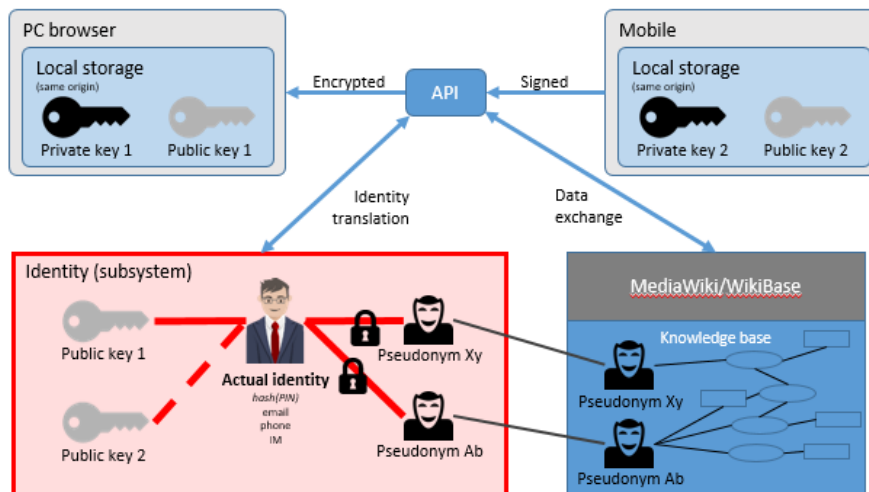 PC browser
Local storage
(same origin)
Private key 1
Public key 1
Encrypted
API
Signed
Mobile
Local storage
(same origin)
Private key 2
Public key 2
Identity
translation
Data
exchange
Identity (subsystem)
Public key 1
Public key 2
Actual identity
hash(PIN)
email
phone
IM
Pseudonym Xy
Pseudonym Ab
MediaWiki/WikiBase
Knowledge base
Pseudonym Xy
Pseudonym Ab